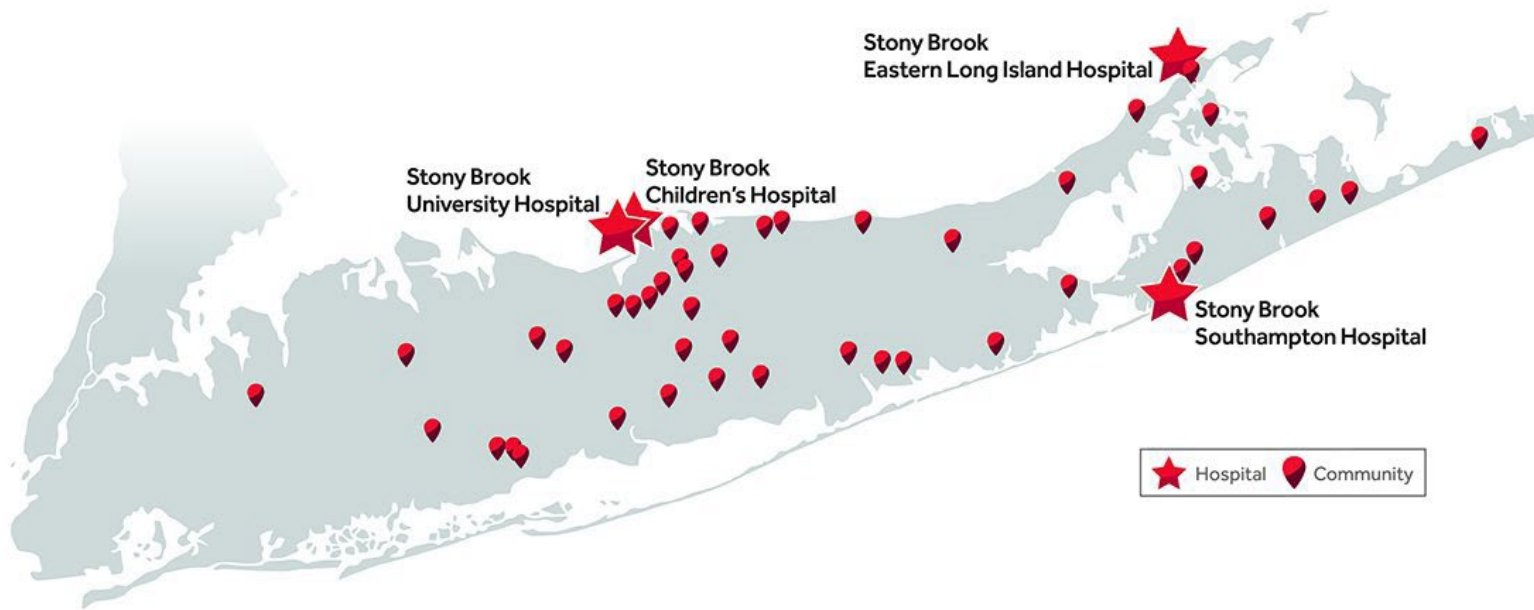 Stony Brook
Eastern Long Island Hospital
Stony Brook
Children's Hospital
Stony Brook
University Hospital
Stony Brook
Southampton Hospital
Hospital
Community